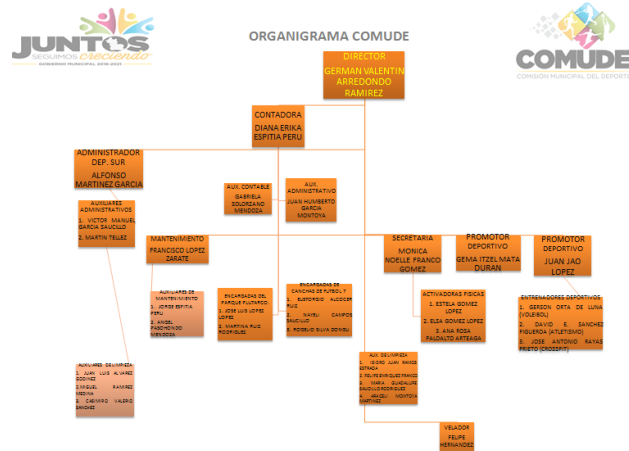 JUNTOS
SEGUIMOS creciendo
GOBIERNO MUNICIPAL 2018-2021
ORGANIGRAMA COMUDE
COMUDE
COMISIÓN MUNICIPAL DEL DEPORTE
DIRECTOR
GERMAN VALENTIN
ARREDONDO
RAMIREZ
CONTADORA
DIANA ERIKA
ESPITIA PERU
ADMINISTRADOR
DEP. SUR
ALFONSO
MARTINEZ GARCIA
AUX. CONTABLE
GABRIELA
SOLORZANO
MENDOZA
AUX.
ADMINISTRATIVO
JUAN HUMBERTO
GARCIA
MONTOYA
AUXILIARES
ADMINISTRATIVOS
1. VICTOR MANUEL
GARCIA SAUCILLO
2. MARTIN TELLEZ
MANTENIMIENTO
FRANCISCO LOPEZ
ZARATE
SECRETARIA
MONICA
NOELLE FRANCO
GOMEZ
PROMOTOR
DEPORTIVO
GEMA ITZEL MATA
DURAN
PROMOTOR
DEPORTIVO
JUAN JAO
LOPEZ
AUXILIARES DE
MANTENIMIENTO
1. JORGE ESPITIA
PERU
2. ANGEL
MENDOZA
ENCARGADAS DEL
PARQUE FLUTARCO.
1. JOSE LUIS LOPEZ
LOPEZ
2. MARTINA RUIZ
RODRIGUEZ
ENCARGADAS DE
CANCHAS DE FUTBOL 7
1. ALCOCER
RUIZ
2. NAYELI CAMPOS
SAUCILLO
3. ROGELIO SILVA
ACTIVADORAS FISICAS
1. ESTELA GOMEZ
LOPEZ
2. ELSA GOMEZ LOPEZ
3. ANA ROSA
PALOALTO ARTEAGA
ENTRENADORES DEPORTIVOS
1. GERSON ORTA DE LUNA
(VOLEIBOL)
2. DAVID E. SANCHEZ
FIGUEROA (ATLETISMO)
3. JOSE ANTONIO RAYAS
PRIETO (CROSSFIT)
AUXILIARES DE LIMPIEZA
1. JUAN LUIS ALVAREZ
GODINEZ
2. MIGUEL RAMIREZ
MEDINA
3. CASIMIRO VALERIO
SANCHEZ
AUX. DE LIMPIEZA
1. ISIDRO JUAN RAMOS
ESTRADA
2. FELIPE ENRIQUEZ FRANCO
3. MARIA GUADALUPE
SAUCILLO RODRIGUEZ
4. ARACELI MONTOYA
MARTINEZ
VELADOR
FELIPE
HERNANDEZ